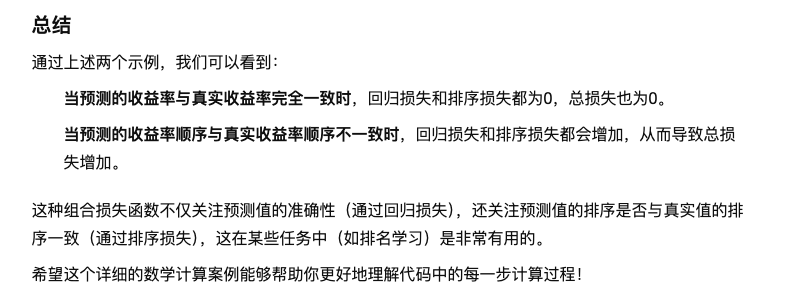 总结
通过上述两个示例，我们可以看到：
当预测的收益率与真实收益率完全一致时，回归损失和排序损失都为0，总损失也为0。
当预测的收益率顺序与真实收益率顺序不一致时，回归损失和排序损失都会增加，从而导致总损
失增加。
这种组合损失函数不仅关注预测值的准确性（通过回归损失），还关注预测值的排序是否与真实值的排
序一致（通过排序损失），这在某些任务中（如排名学习）是非常有用的。
希望这个详细的数学计算案例能够帮助你更好地理解代码中的每一步计算过程！